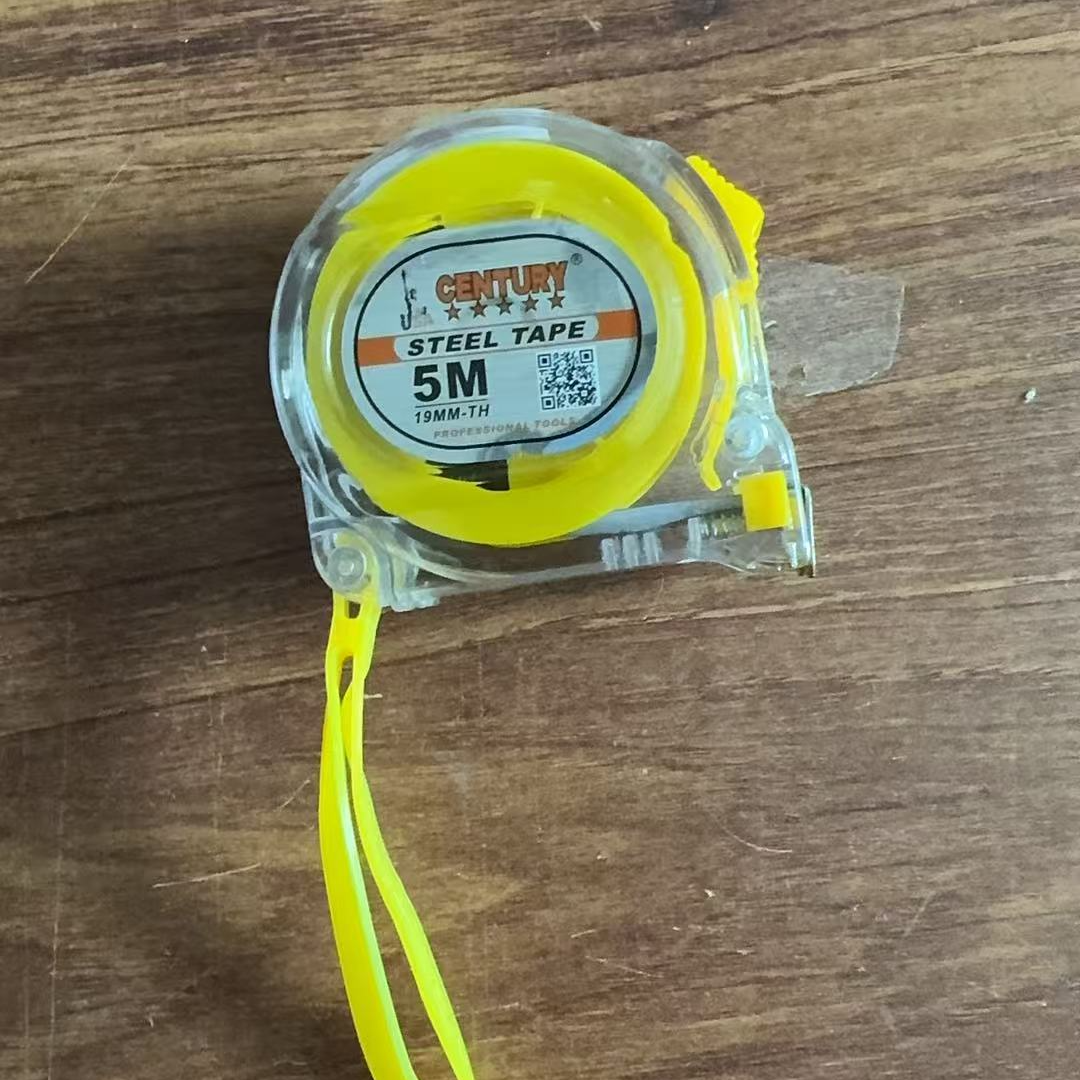 CENTURY®
STEEL TAPE
5M
19MM-TH
PROFESSIONAL TOOLS